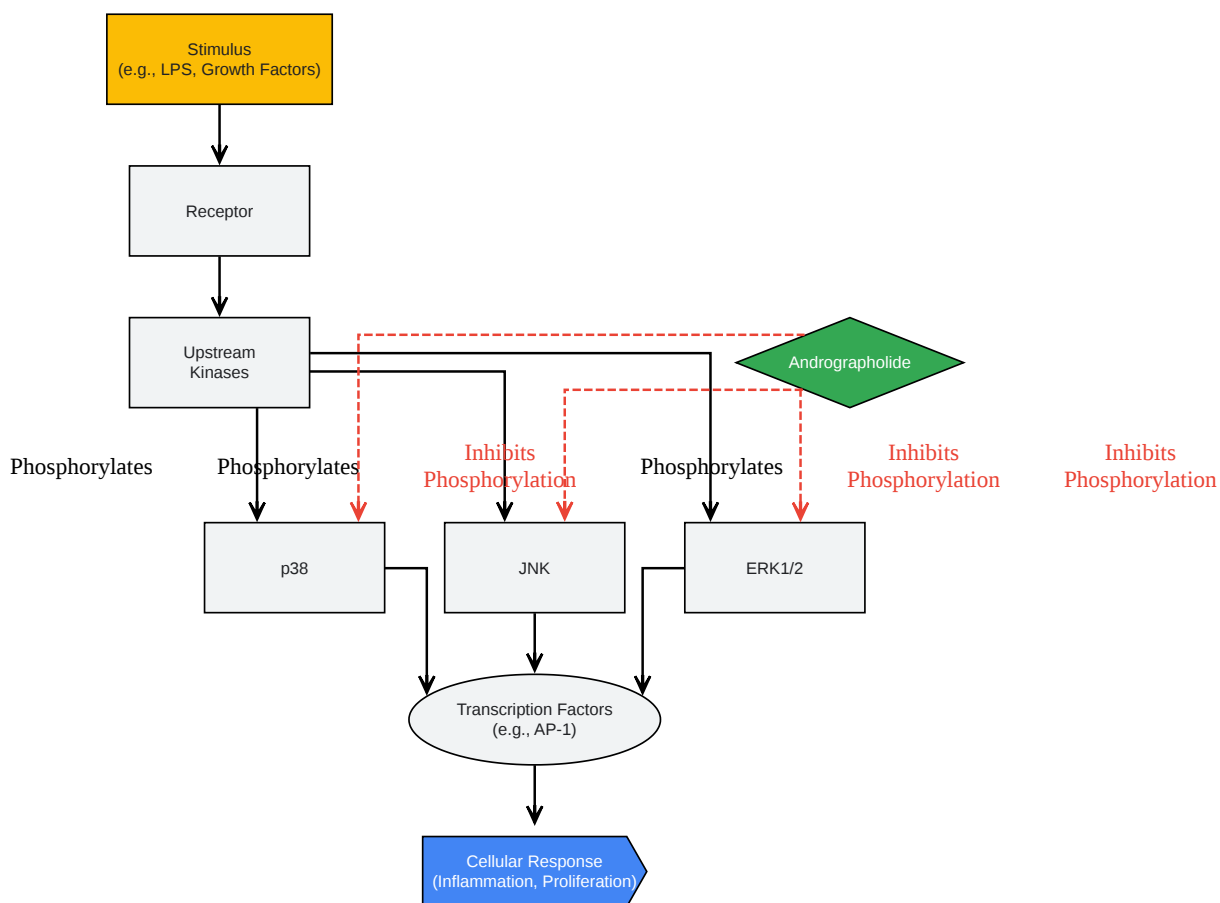 Stimulus
(e.g., LPS, Growth Factors)
Receptor
Upstream
Kinases
Andrographolide
Phosphorylates
Phosphorylates
Inhibits
Phosphorylation
Phosphorylates
Inhibits
Phosphorylation
Inhibits
Phosphorylation
p38
JNK
ERK1/2
Transcription Factors
(e.g., AP-1)
Cellular Response
(Inflammation, Proliferation)